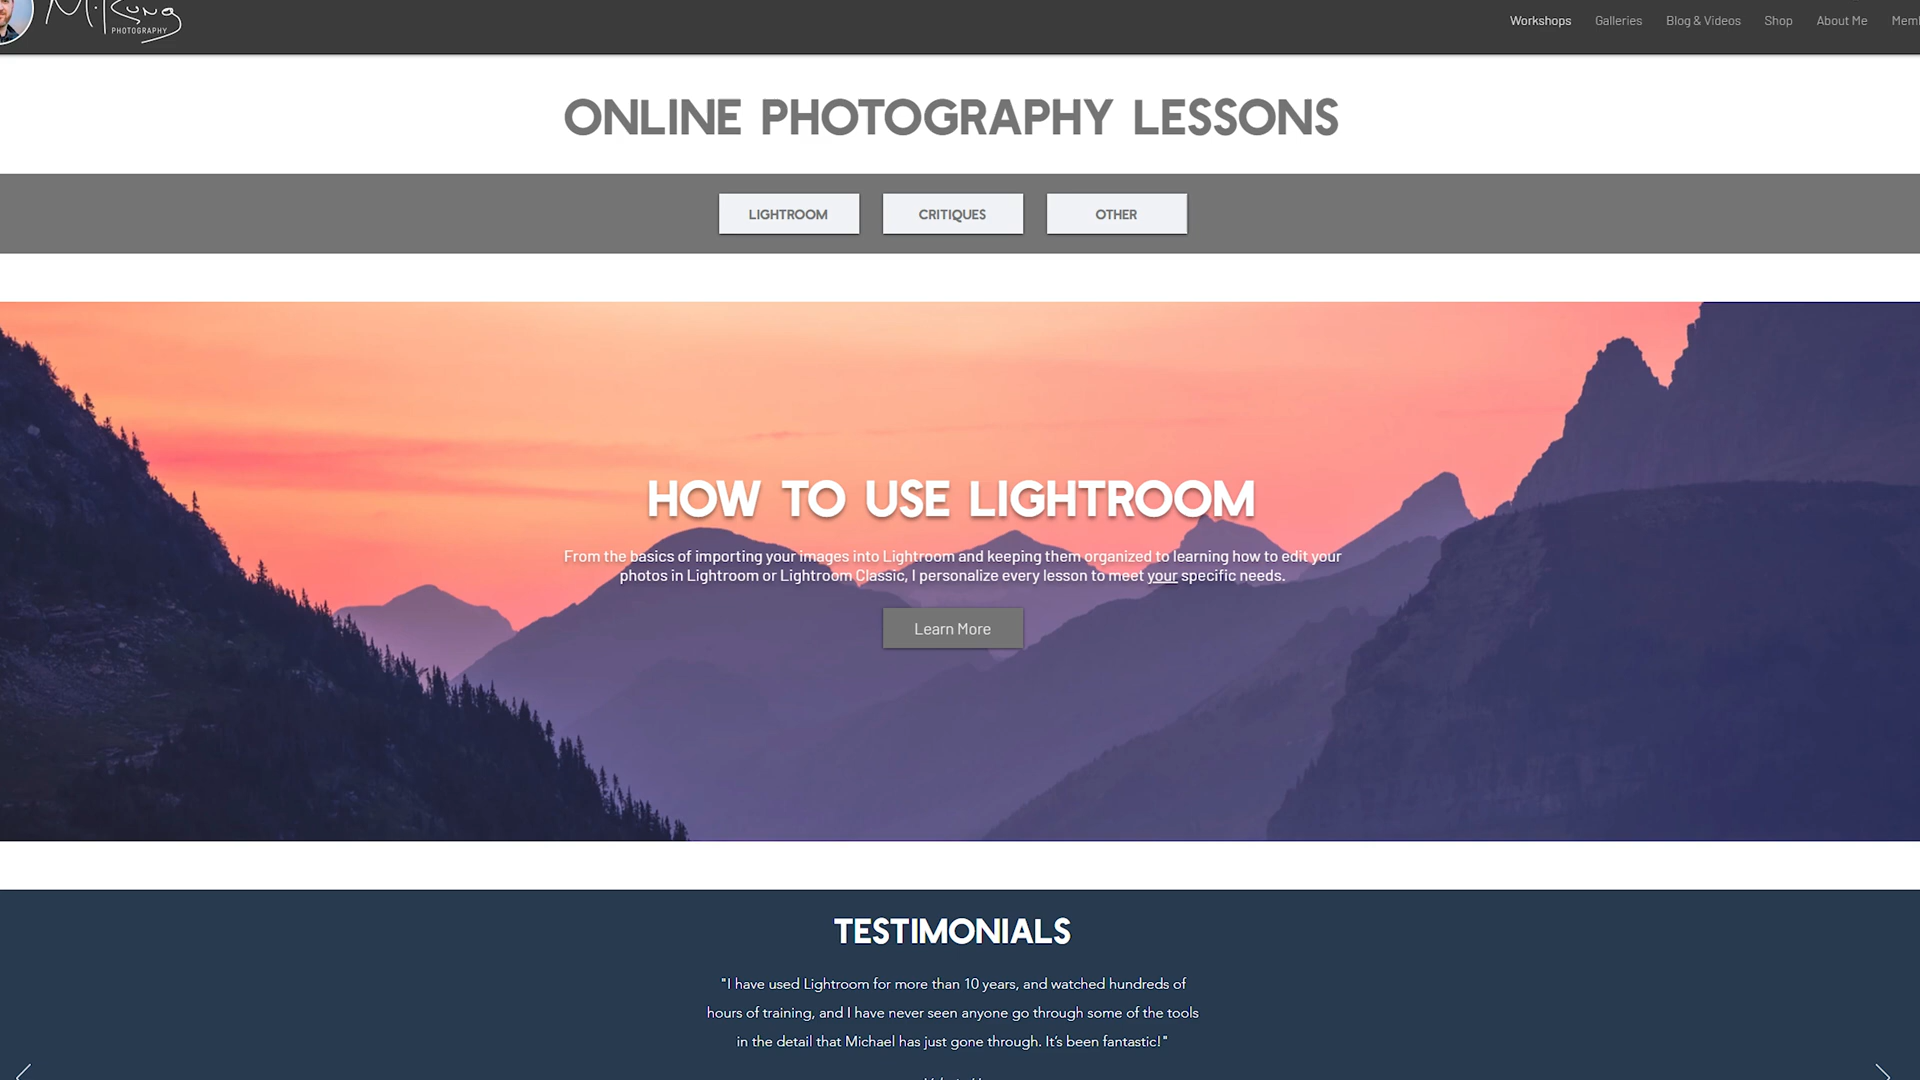 PHOTOGRAPHY
Workshops Galleries Blog & Videos Shop About Me
ONLINE PHOTOGRAPHY LESSONS
LIGHTROOM CRITIQUES OTHER
HOW TO USE LIGHTROOM
From the basics of importing your images into Lightroom and keeping them organized to learning how to edit your
photos in Lightroom or Lightroom Classic, I personalize every lesson to meet your specific needs.
Learn More
TESTIMONIALS
"I have used Lightroom for more than 10 years, and watched hundreds of
hours of training, and I have never seen anyone go through some of the tools
in the detail that Michael has just gone through. It's been fantastic!"